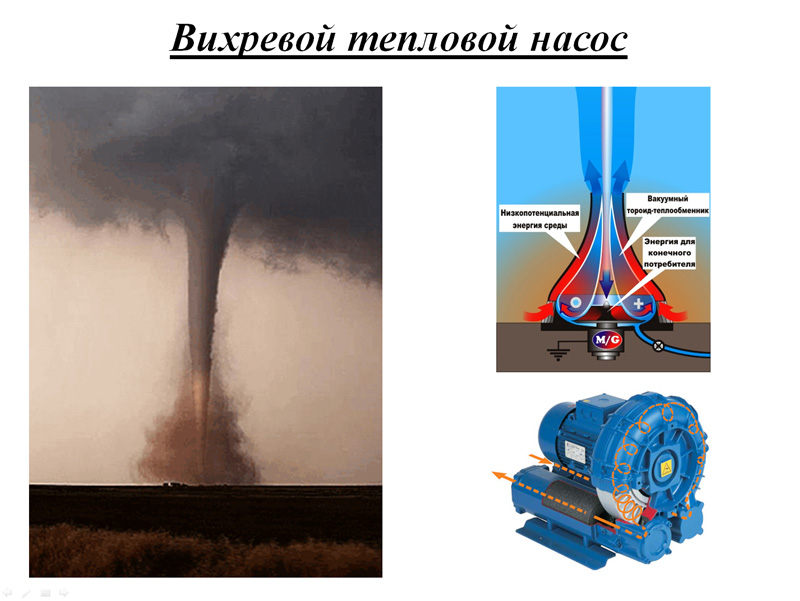 Вихревой тепловой насос
Низкопотенциальная
энергия среды
Вакуумный
тороид-теплообменник
Энергия для
конечного
потребителя
+
M/G